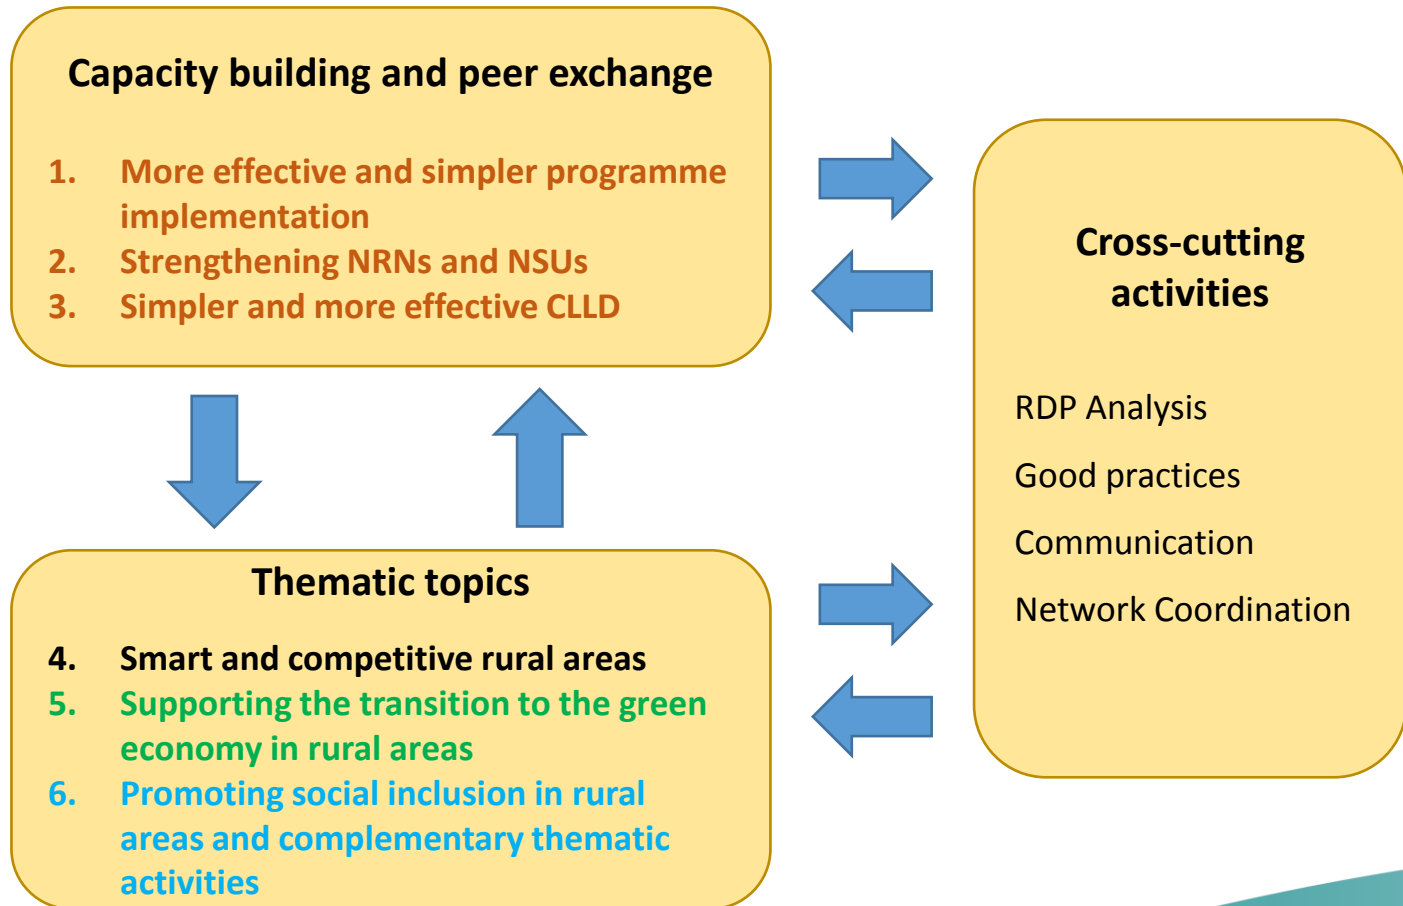 Capacity building and peer exchange
1. More effective and simpler programme
implementation
2. Strengthening NRNs and NSUs
3. Simpler and more effective CLLD
Thematic topics
4. Smart and competitive rural areas
5. Supporting the transition to the green
economy in rural areas
6. Promoting social inclusion in rural
areas and complementary thematic
activities
Cross-cutting
activities
RDP Analysis
Good practices
Communication
Network Coordination